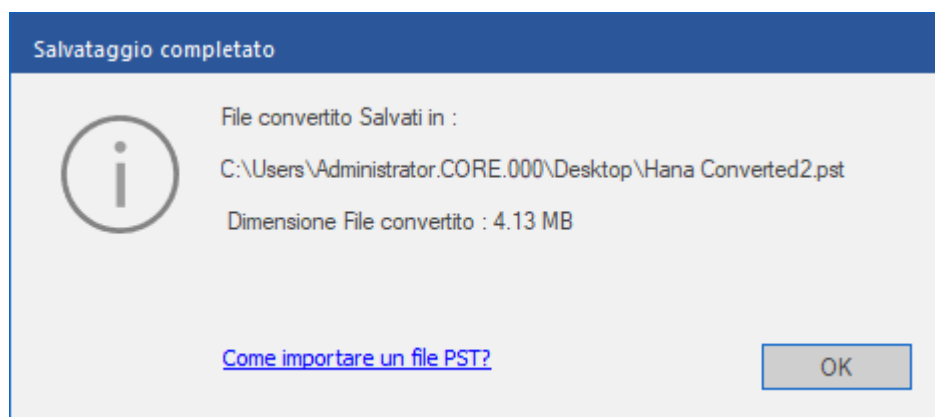 Salvataggio completato
File convertito Salvati in :
C:\Users\Administrator.CORE.000\Desktop\Hana Converted2.pst
Dimensione File convertito : 4.13 MB
Come importare un file PST?
OK